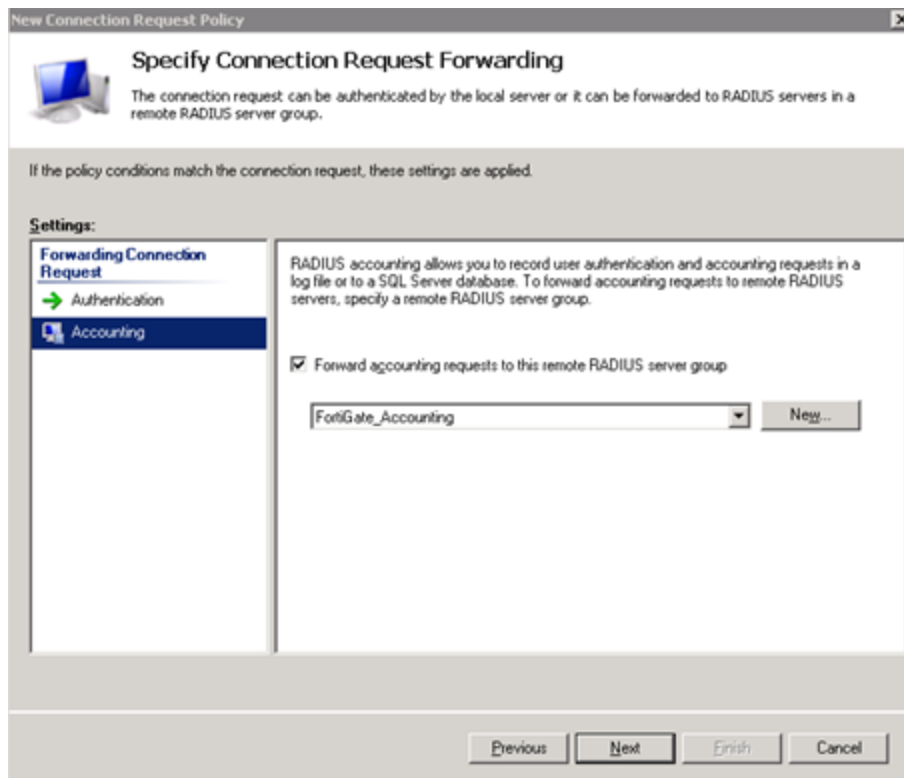 New Connection Request Policy
Specify Connection Request Forwarding
The connection request can be authenticated by the local server or it can be forwarded to RADIUS servers in a
remote RADIUS server group.
If the policy conditions match the connection request, these settings are applied.
Settings:
Forwarding Connection
Request
Authentication
Accounting
RADIUS accounting allows you to record user authentication and accounting requests in a
log file or to a SQL Server database. To forward accounting requests to remote RADIUS
servers, specify a remote RADIUS server group.
Forward accounting requests to this remote RADIUS server group
FortiGate_Accounting
New...
Previous
Next
Finish
Cancel